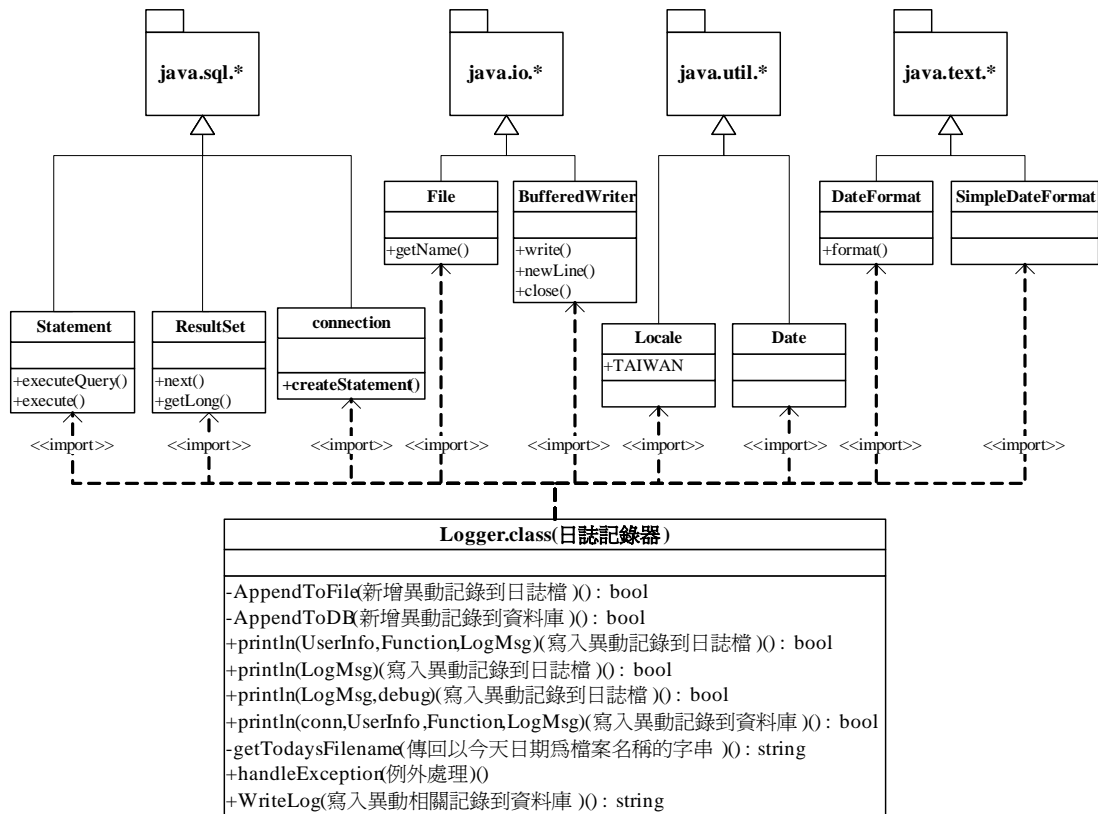 java.sql.*
java.io.*
java.util.*
java.text.*
File
+getName()
BufferedWriter
+write()
+newLine()
+close()
DateFormat
+format()
SimpleDateFormat
Statement
+executeQuery()
+execute()
ResultSet
+next()
+getLong()
connection
+createStatement()
Locale
+TAIWAN
Date
<<import>>
<<import>>
<<import>>
<<import>>
<<import>>
<<import>>
<<import>>
<<import>>
<<import>>
Logger.class(日誌記錄器)
-AppendToFile(新增異動記錄到日誌檔)() : bool
-AppendToDB(新增異動記錄到資料庫)() : bool
+println(UserInfo,Function,LogMsg)(寫入異動記錄到日誌檔)() : bool
+println(LogMsg)(寫入異動記錄到日誌檔)() : bool
+println(LogMsg,debug)(寫入異動記錄到日誌檔)() : bool
+println(conn,UserInfo,Function,LogMsg)(寫入異動記錄到資料庫)() : bool
-getTodaysFilename(傳回以今天日期為檔案名稱的字串)() : string
+handleException(例外處理)()
+WriteLog(寫入異動相關記錄到資料庫)() : string